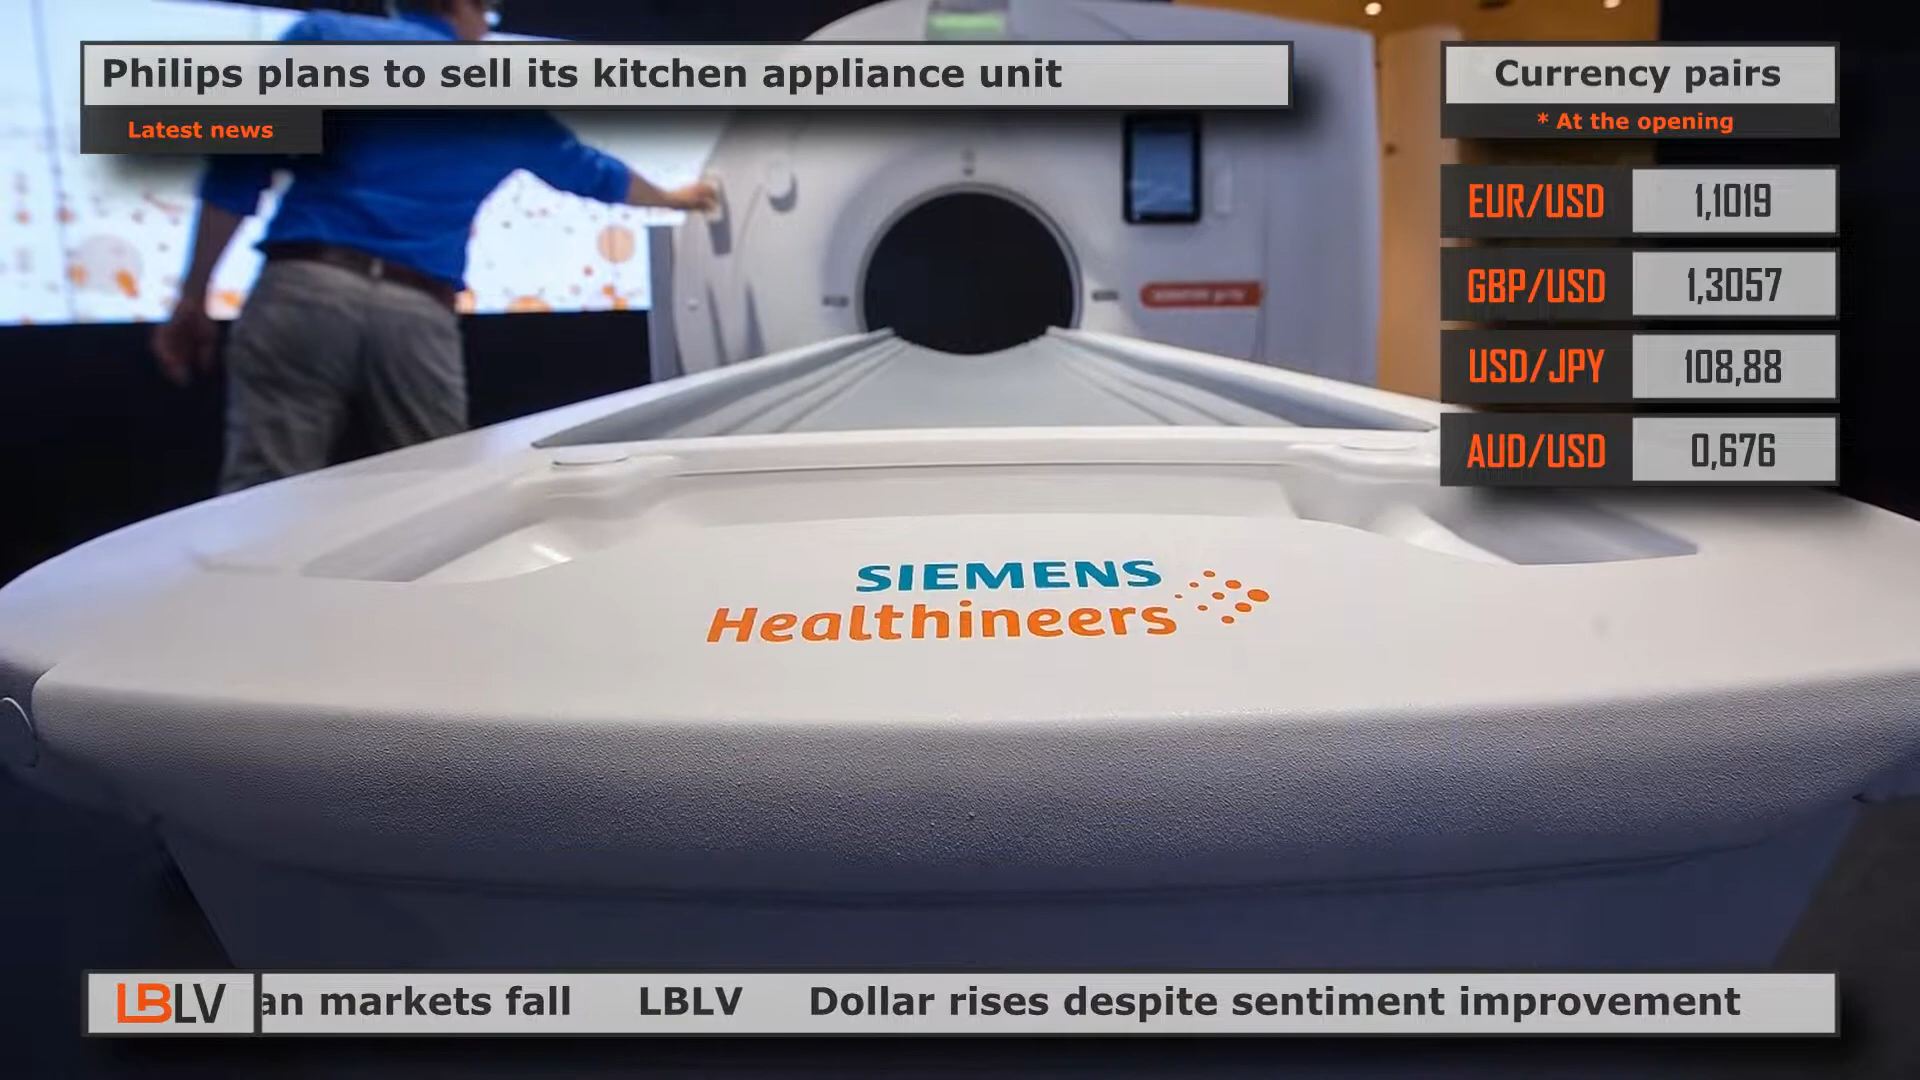 Philips plans to sell its kitchen appliance unit
Latest news
Currency pairs
* At the opening
EUR/USD 1,1019
GBP/USD 1,3057
USD/JPY 108,88
AUD/USD 0,676
SIEMENS
Healthineers
LBLV
an markets fall LBLV Dollar rises despite sentiment improvement